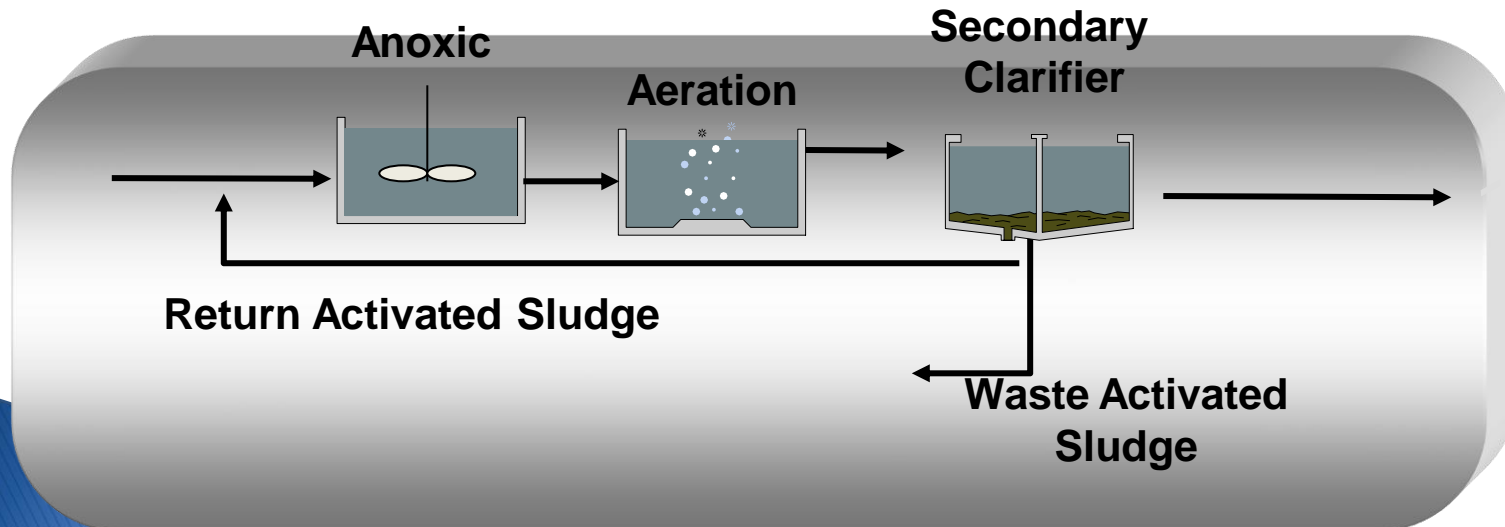 Anoxic
Aeration
Secondary
Clarifier
Return Activated Sludge
Waste Activated
Sludge